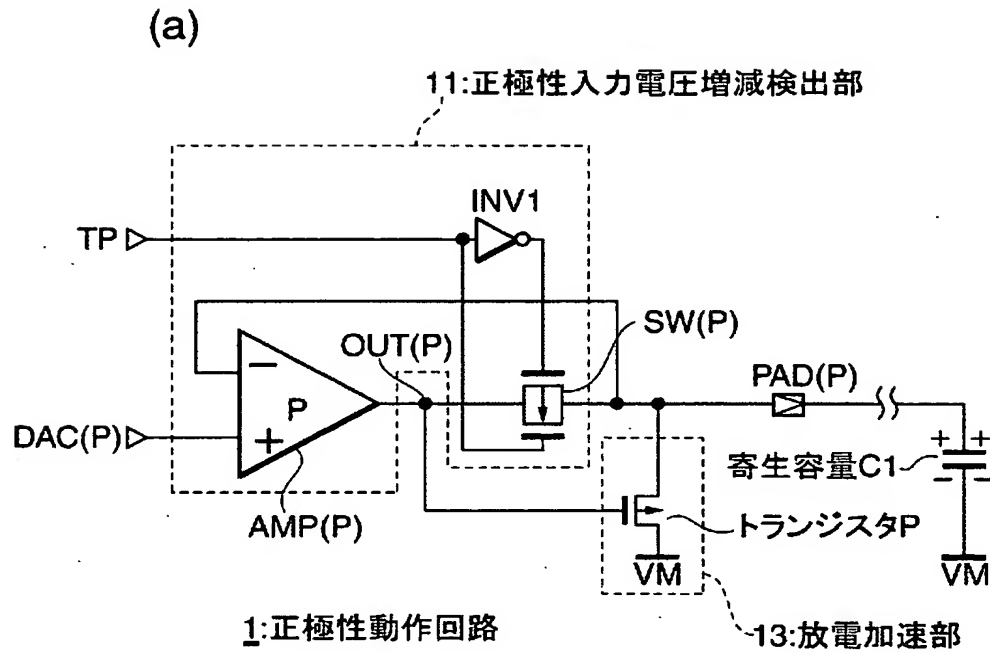 (a)
11:正極性入力電圧増減検出部
INV1
TP
SW(P)
OUT(P)
PAD(P)
−
P
DAC(P)
+
+ +
寄生容量C1
− −
AMP(P)
トランジスタP
VM
VM
1:正極性動作回路
13:放電加速部